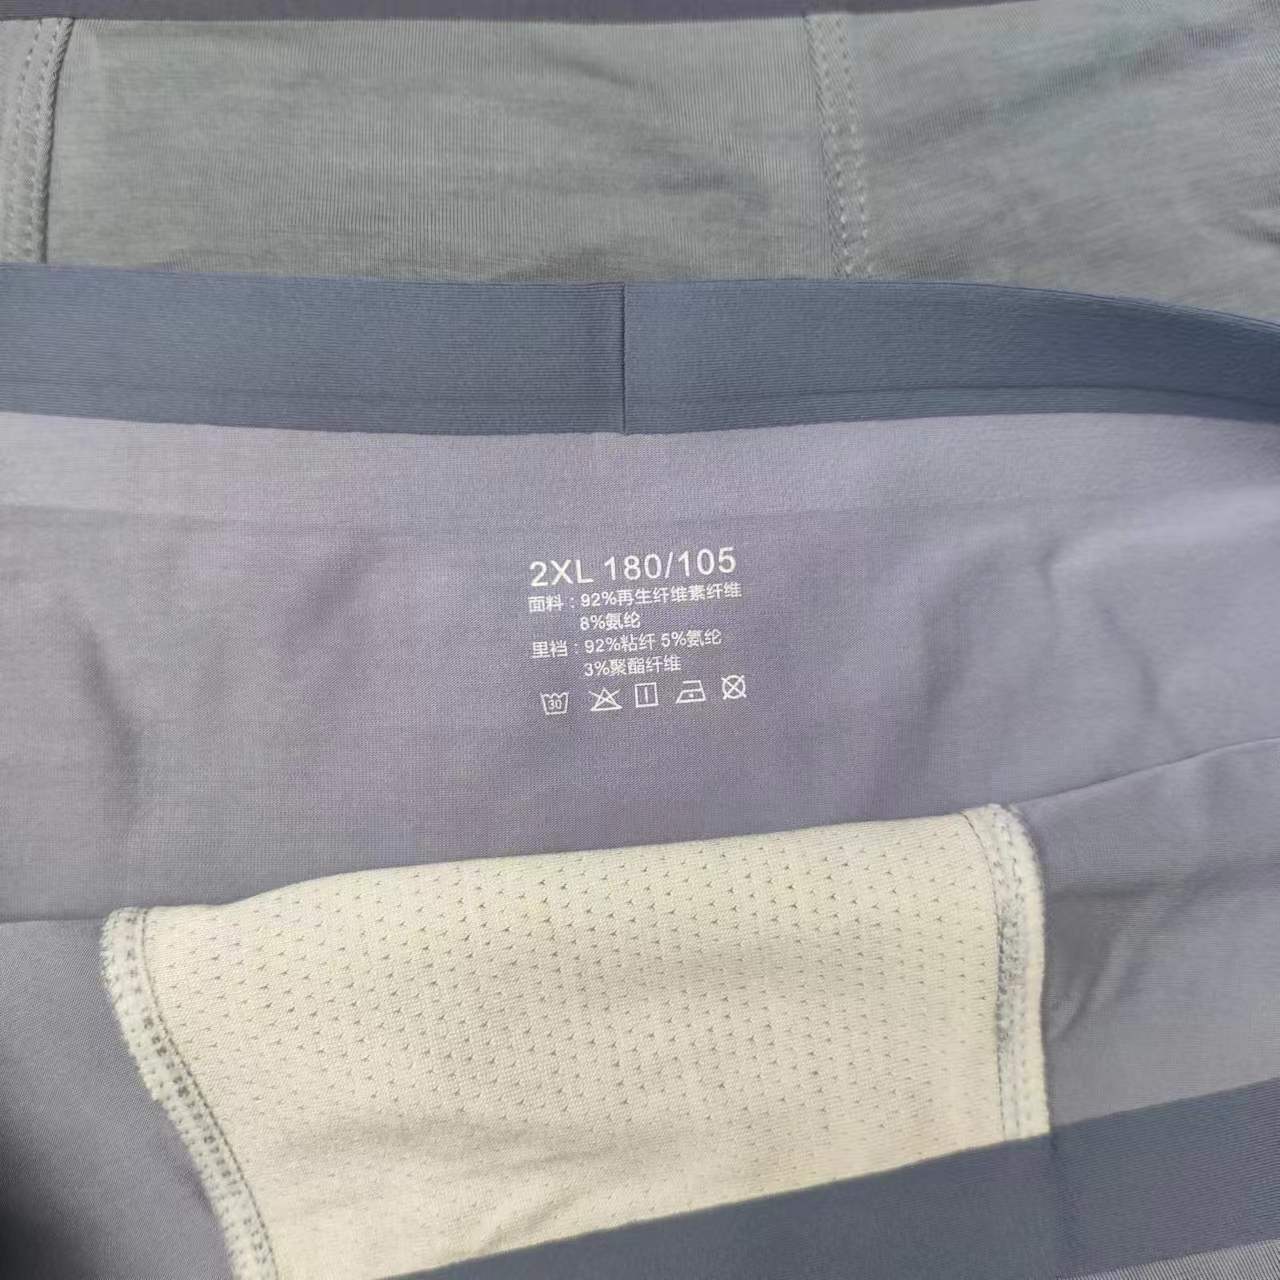 2XL 180/105
面料：92%再生纤维素纤维
8%氨纶
里裆：92%粘纤 5%氨纶
3%聚酯纤维
30